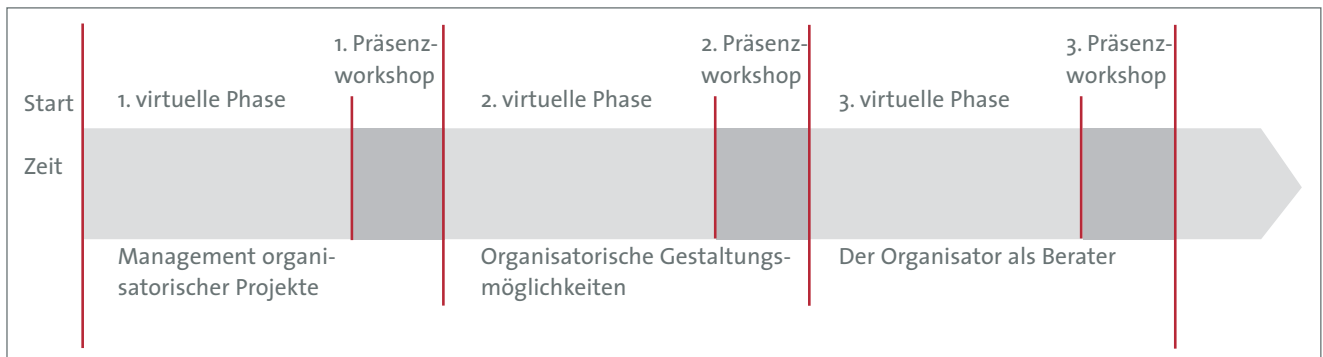 1. Präsenz-
workshop
2. Präsenz-
workshop
3. Präsenz-
workshop
Start
1. virtuelle Phase
2. virtuelle Phase
3. virtuelle Phase
Zeit
Management organi-
satorischer Projekte
Organisatorische Gestaltungs-
möglichkeiten
Der Organisator als Berater